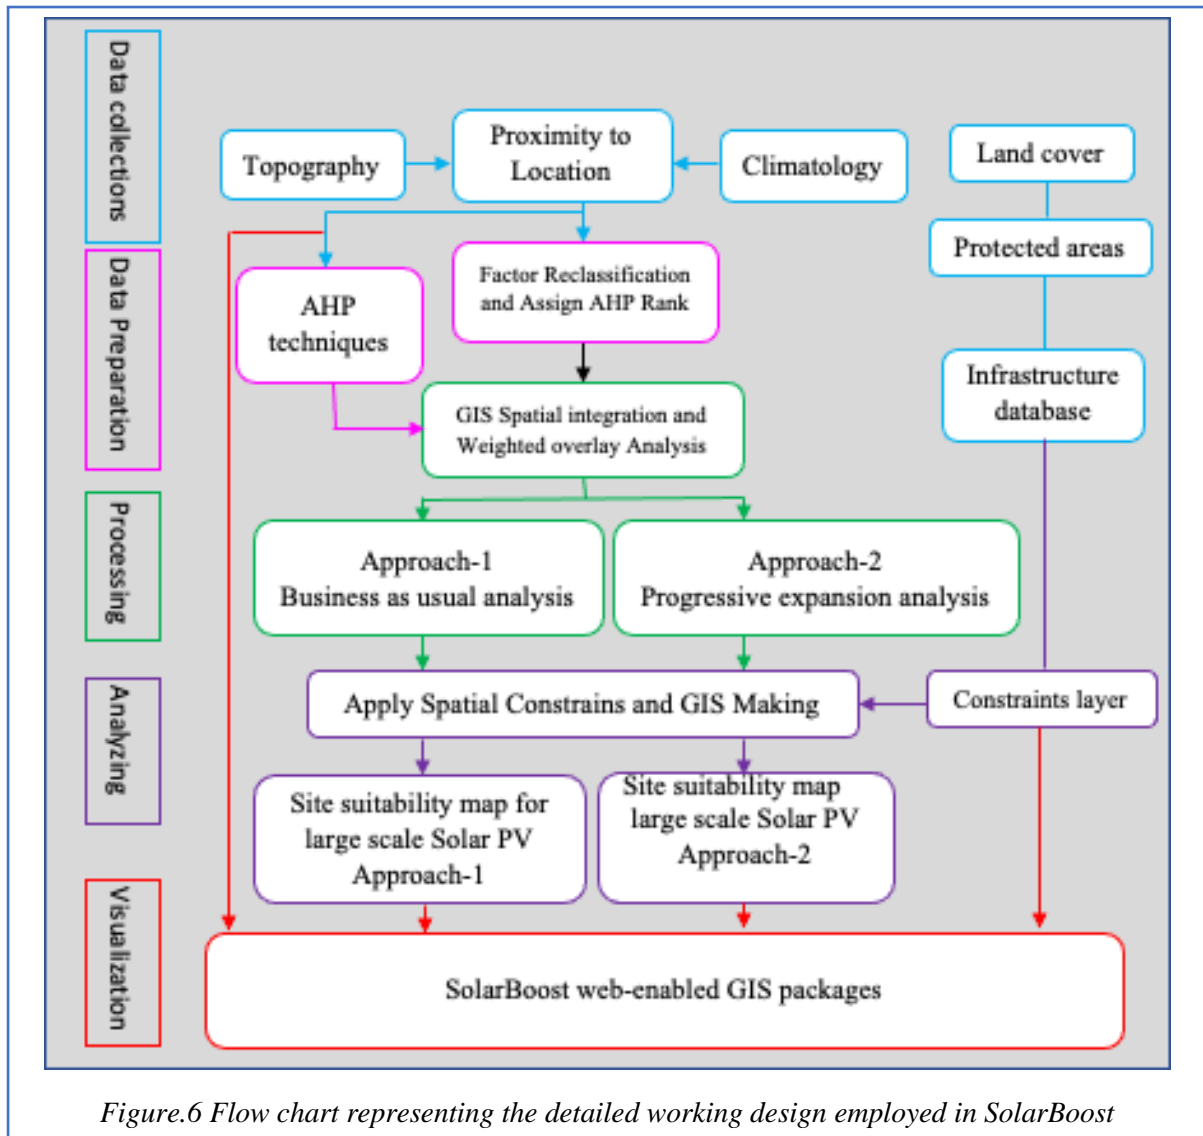 Data collections
Data Preparation
Processing
Analyzing
Visualization
Topography
Proximity to
Location
Climatology
Land cover
Protected areas
Infrastructure
database
AHP
techniques
Factor Reclassification
and Assign AHP Rank
GIS Spatial integration and
Weighted overlay Analysis
Approach-1
Business as usual analysis
Approach-2
Progressive expansion analysis
Apply Spatial Constrains and GIS Making
Constraints layer
Site suitability map for
large scale Solar PV
Approach-1
Site suitability map
large scale Solar PV
Approach-2
SolarBoost web-enabled GIS packages
Figure.6 Flow chart representing the detailed working design employed in SolarBoost